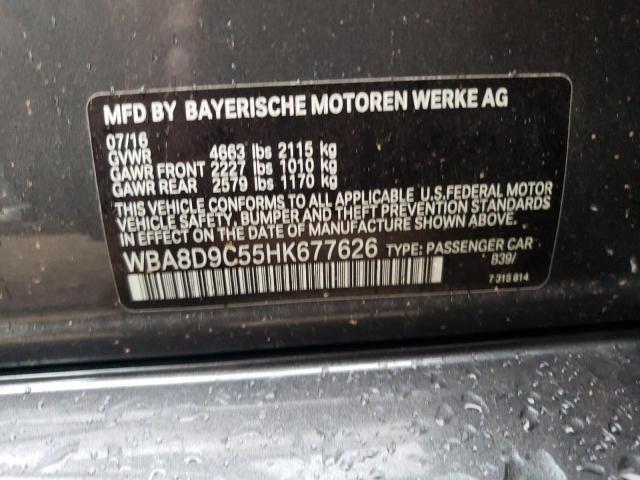 MFD BY BAYERISCHE MOTOREN WERKE AG
07/16
GVWR 4663 lbs 2115 kg
GAWR FRONT 2227 lbs 1010 kg
GAWR REAR 2579 lbs 1170 kg
THIS VEHICLE CONFORMS TO ALL APPLICABLE U.S.FEDERAL MOTOR
VEHICLE SAFETY, BUMPER AND THEFT PREVENTION STANDARDS
IN EFFECT ON THE DATE OF MANUFACTURE SHOWN ABOVE.
WBA8D9C55HK677626 TYPE: PASSENGER CAR
B39/
7 318 814